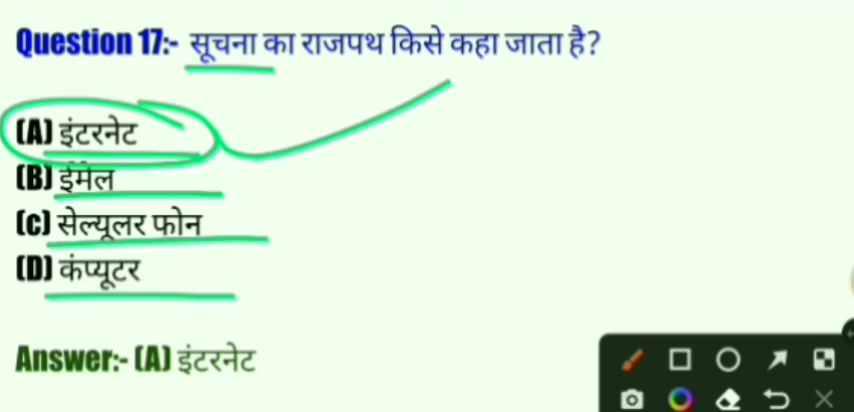 Question 17:- सूचना का राजपथ किसे कहा जाता है?
(A) इंटरनेट
(B) ईमेल
(c) सेल्यूलर फोन
(D) कंप्यूटर
Answer:- (A) इंटरनेट